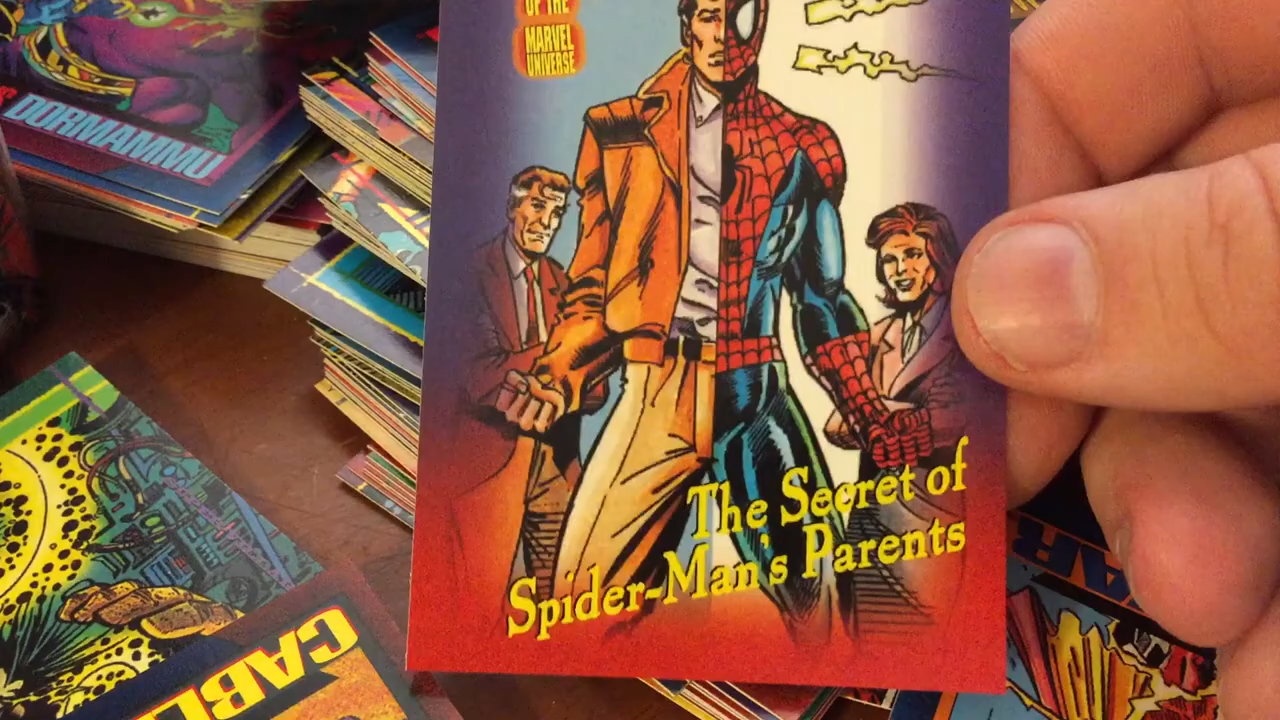 OF THE
MARVEL
UNIVERSE
DORMAMMU
The Secret of
Spider-Man's Parents
CABL